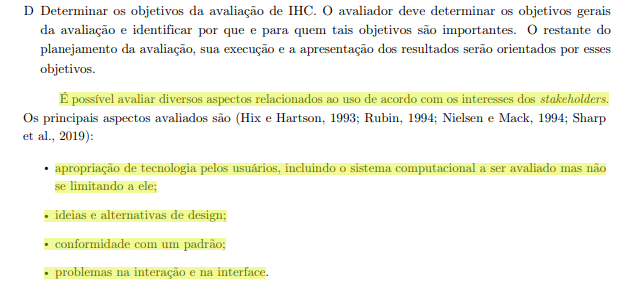 D Determinar os objetivos da avaliação de IHC. O avaliador deve determinar os objetivos gerais
da avaliação e identificar por que e para quem tais objetivos são importantes. O restante do
planejamento da avaliação, sua execução e a apresentação dos resultados serão orientados por esses
objetivos.
É possível avaliar diversos aspectos relacionados ao uso de acordo com os interesses dos stakeholders.
Os principais aspectos avaliados são (Hix e Hartson, 1993; Rubin, 1994; Nielsen e Mack, 1994; Sharp
et al., 2019):
• apropriação de tecnologia pelos usuários, incluindo o sistema computacional a ser avaliado mas não
se limitando a ele;
• ideias e alternativas de design;
• conformidade com um padrão;
• problemas na interação e na interface.